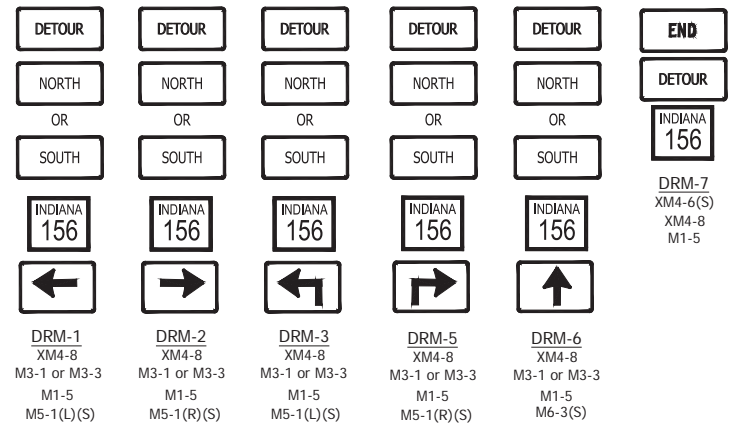 DETOUR
NORTH
OR
SOUTH
INDIANA
156
DRM-1
XM4-8
M3-1 or M3-3
M1-5
M5-1(L)(S)
DETOUR
NORTH
OR
SOUTH
INDIANA
156
DRM-2
XM4-8
M3-1 or M3-3
M1-5
M5-1(R)(S)
DETOUR
NORTH
OR
SOUTH
INDIANA
156
DRM-3
XM4-8
M3-1 or M3-3
M1-5
M5-1(L)(S)
DETOUR
NORTH
OR
SOUTH
INDIANA
156
DRM-5
XM4-8
M3-1 or M3-3
M1-5
M5-1(R)(S)
DETOUR
NORTH
OR
SOUTH
INDIANA
156
DRM-6
XM4-8
M3-1 or M3-3
M1-5
M6-3(S)
END
DETOUR
INDIANA
156
DRM-7
XM4-6(S)
XM4-8
M1-5